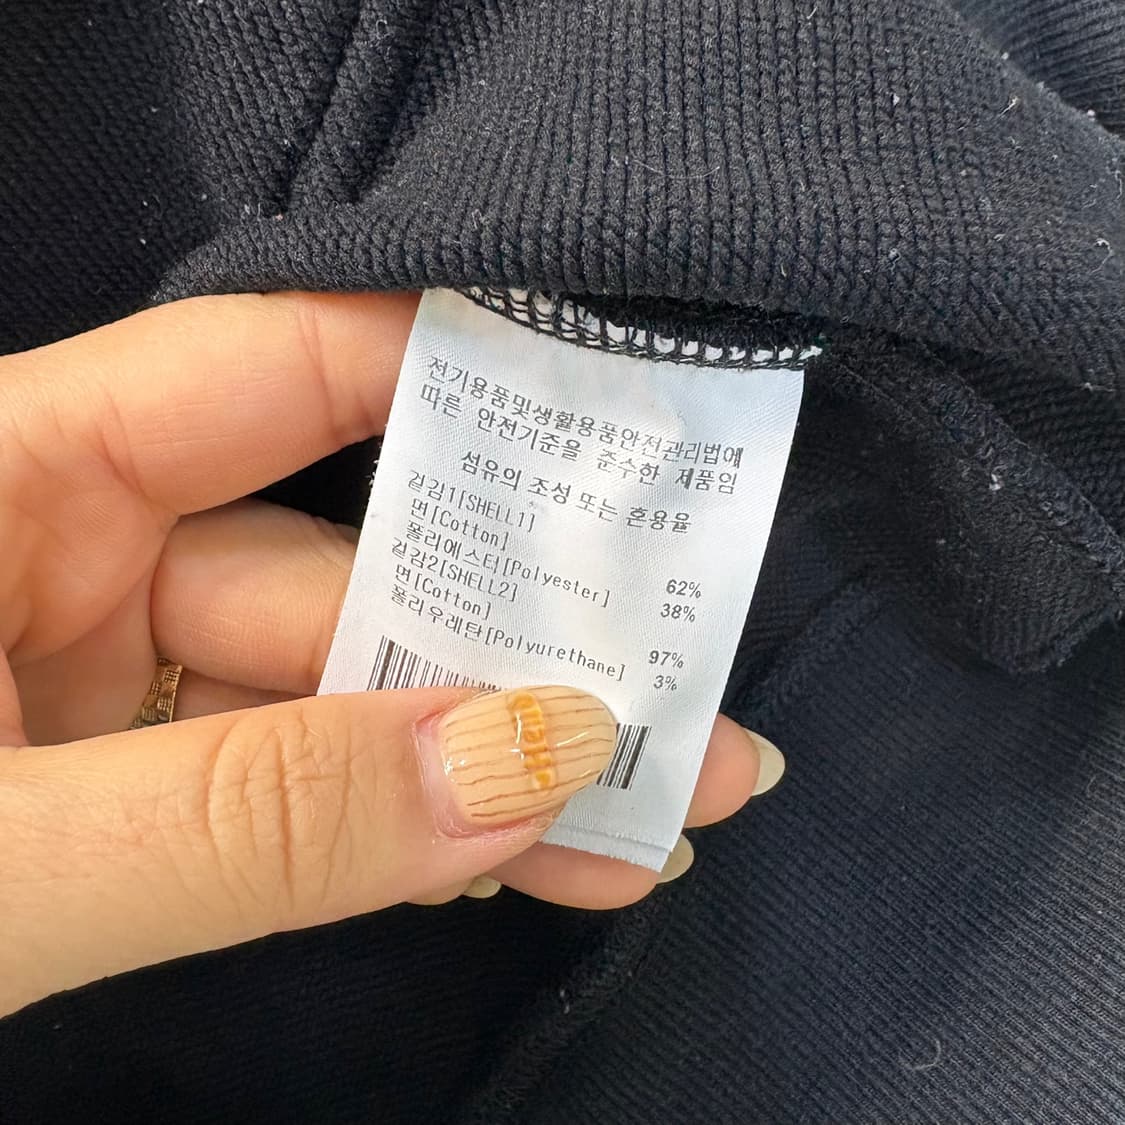 전기용품및생활용품안전관리법에
따른 안전기준을 준수한 제품임
섬유의 조성 또는 혼용율
겉감1[SHELL1]
면[Cotton] 62%
폴리에스터[Polyester] 38%
겉감2[SHELL2]
면[Cotton] 97%
폴리우레탄[Polyurethane] 3%